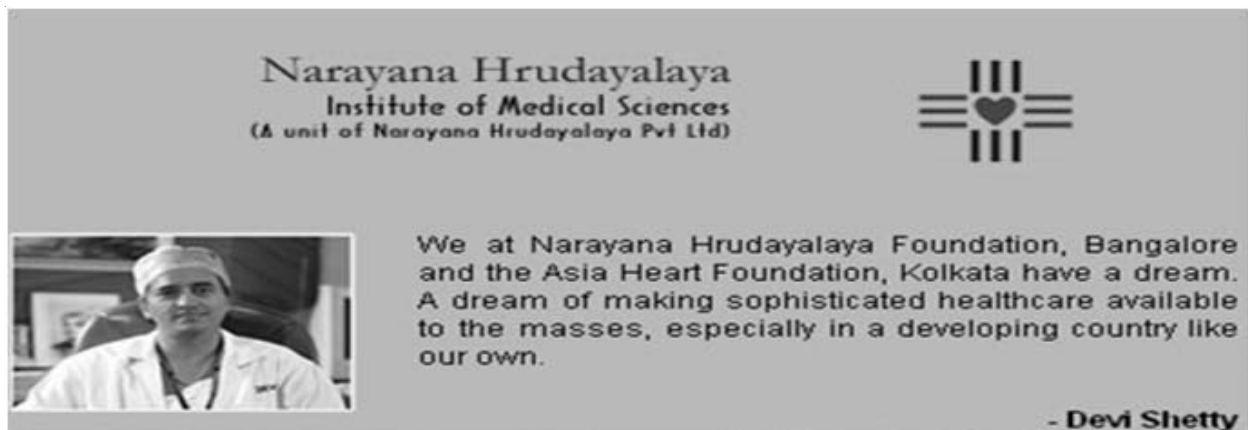 Narayana Hrudayalaya
Institute of Medical Sciences
(A unit of Narayana Hrudayalaya Pvt Ltd)
We at Narayana Hrudayalaya Foundation, Bangalore
and the Asia Heart Foundation, Kolkata have a dream.
A dream of making sophisticated healthcare available
to the masses, especially in a developing country like
our own.
- Devi Shetty